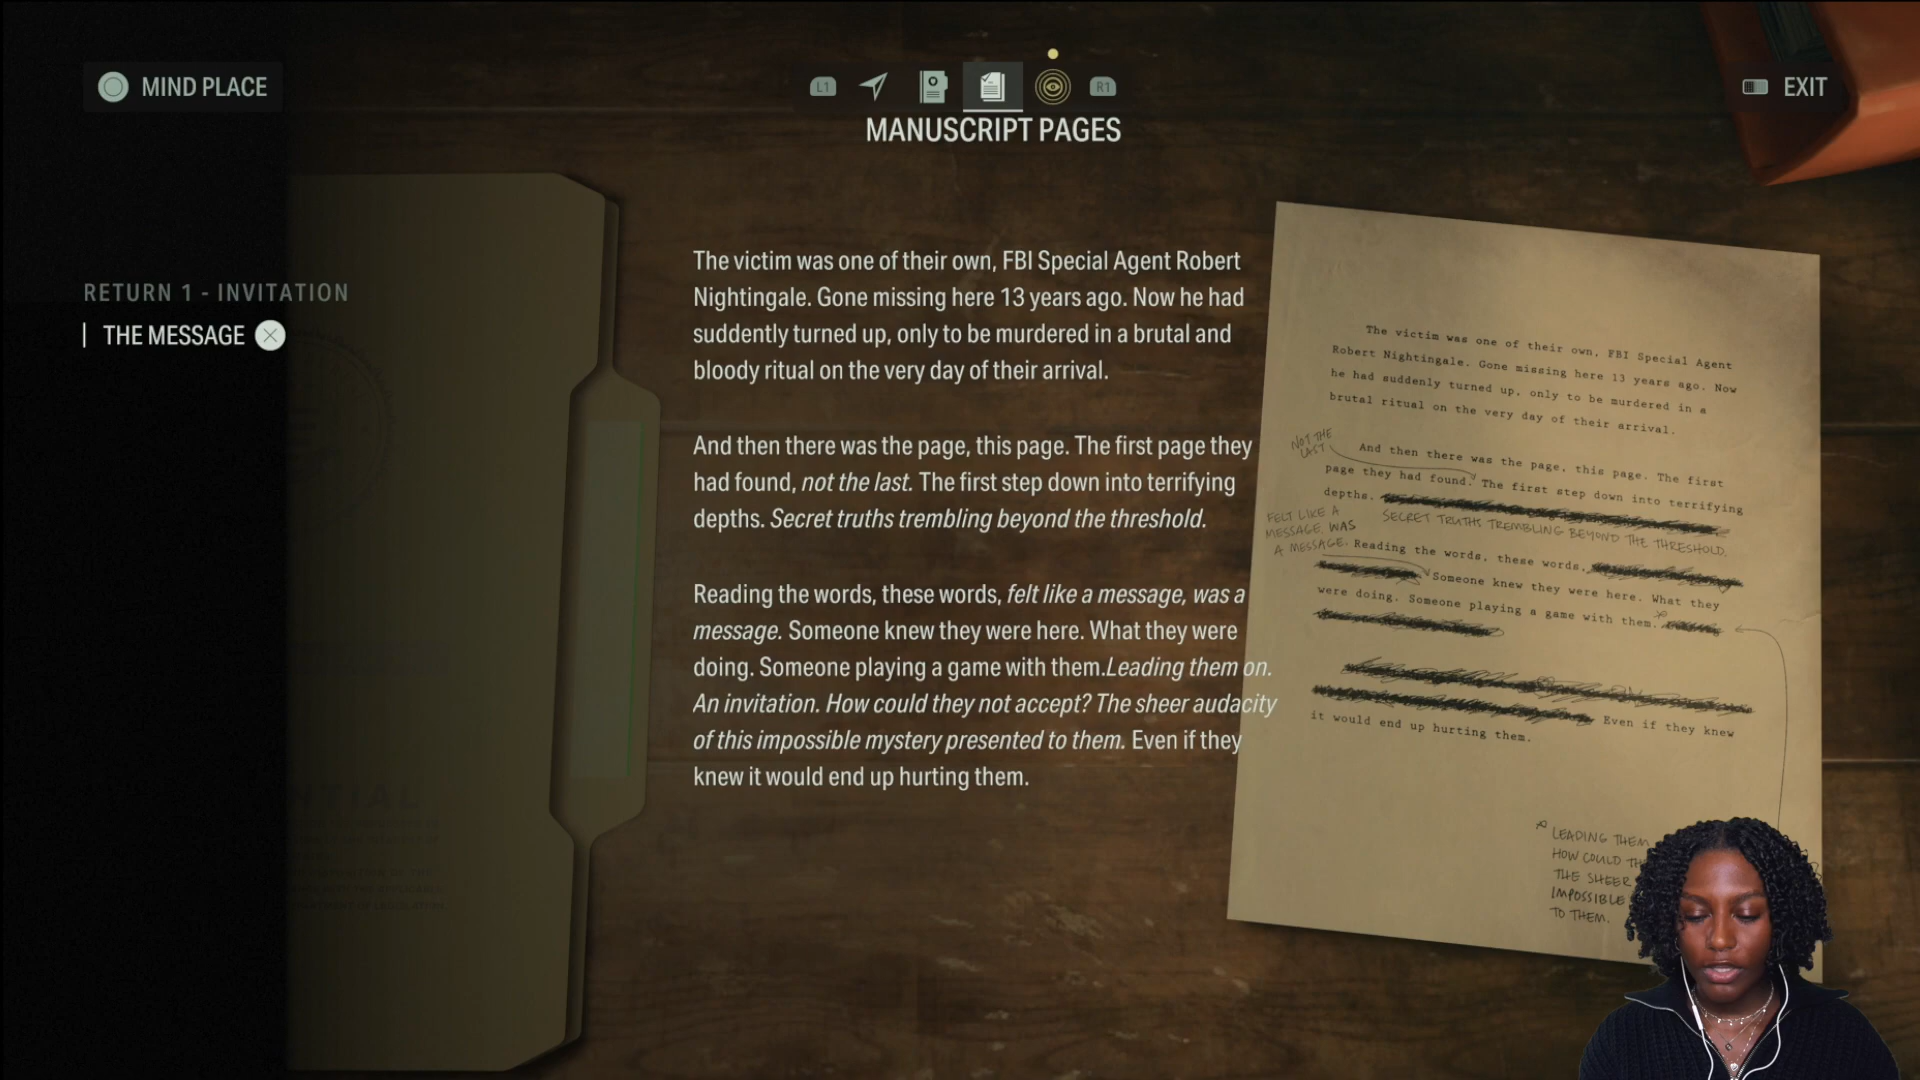 MIND PLACE
L1
R1
EXIT
MANUSCRIPT PAGES
RETURN 1 - INVITATION
THE MESSAGE
The victim was one of their own, FBI Special Agent Robert
Nightingale. Gone missing here 13 years ago. Now he had
suddently turned up, only to be murdered in a brutal and
bloody ritual on the very day of their arrival.
And then there was the page, this page. The first page they
had found, not the last. The first step down into terrifying
depths. Secret truths trembling beyond the threshold.
Reading the words, these words, felt like a message, was a
message. Someone knew they were here. What they were
doing. Someone playing a game with them.Leading them on.
An invitation. How could they not accept? The sheer audacity
of this impossible mystery presented to them. Even if they
knew it would end up hurting them.
The victim was one of their own, FBI Special Agent
Robert Nightingale. Gone missing here 13 years ago. Now
he had suddenly turned up, only to be murdered in a
brutal ritual on the very day of their arrival.
NOT THE
LAST
And then there was the page, this page. The first
page they had found. The first step down into terrifying
depths.
SECRET TRUTHS TREMBLING BEYOND THE THRESHOLD.
FELT LIKE A
MESSAGE. WAS
A MESSAGE.
Reading the words, these words,
Someone knew they were here. What they
were doing. Someone playing a game with them.
Even if they knew
it would end up hurting them.
LEADING THEM
HOW COULD
THE SHEER
IMPOSSIBLE
TO THEM.